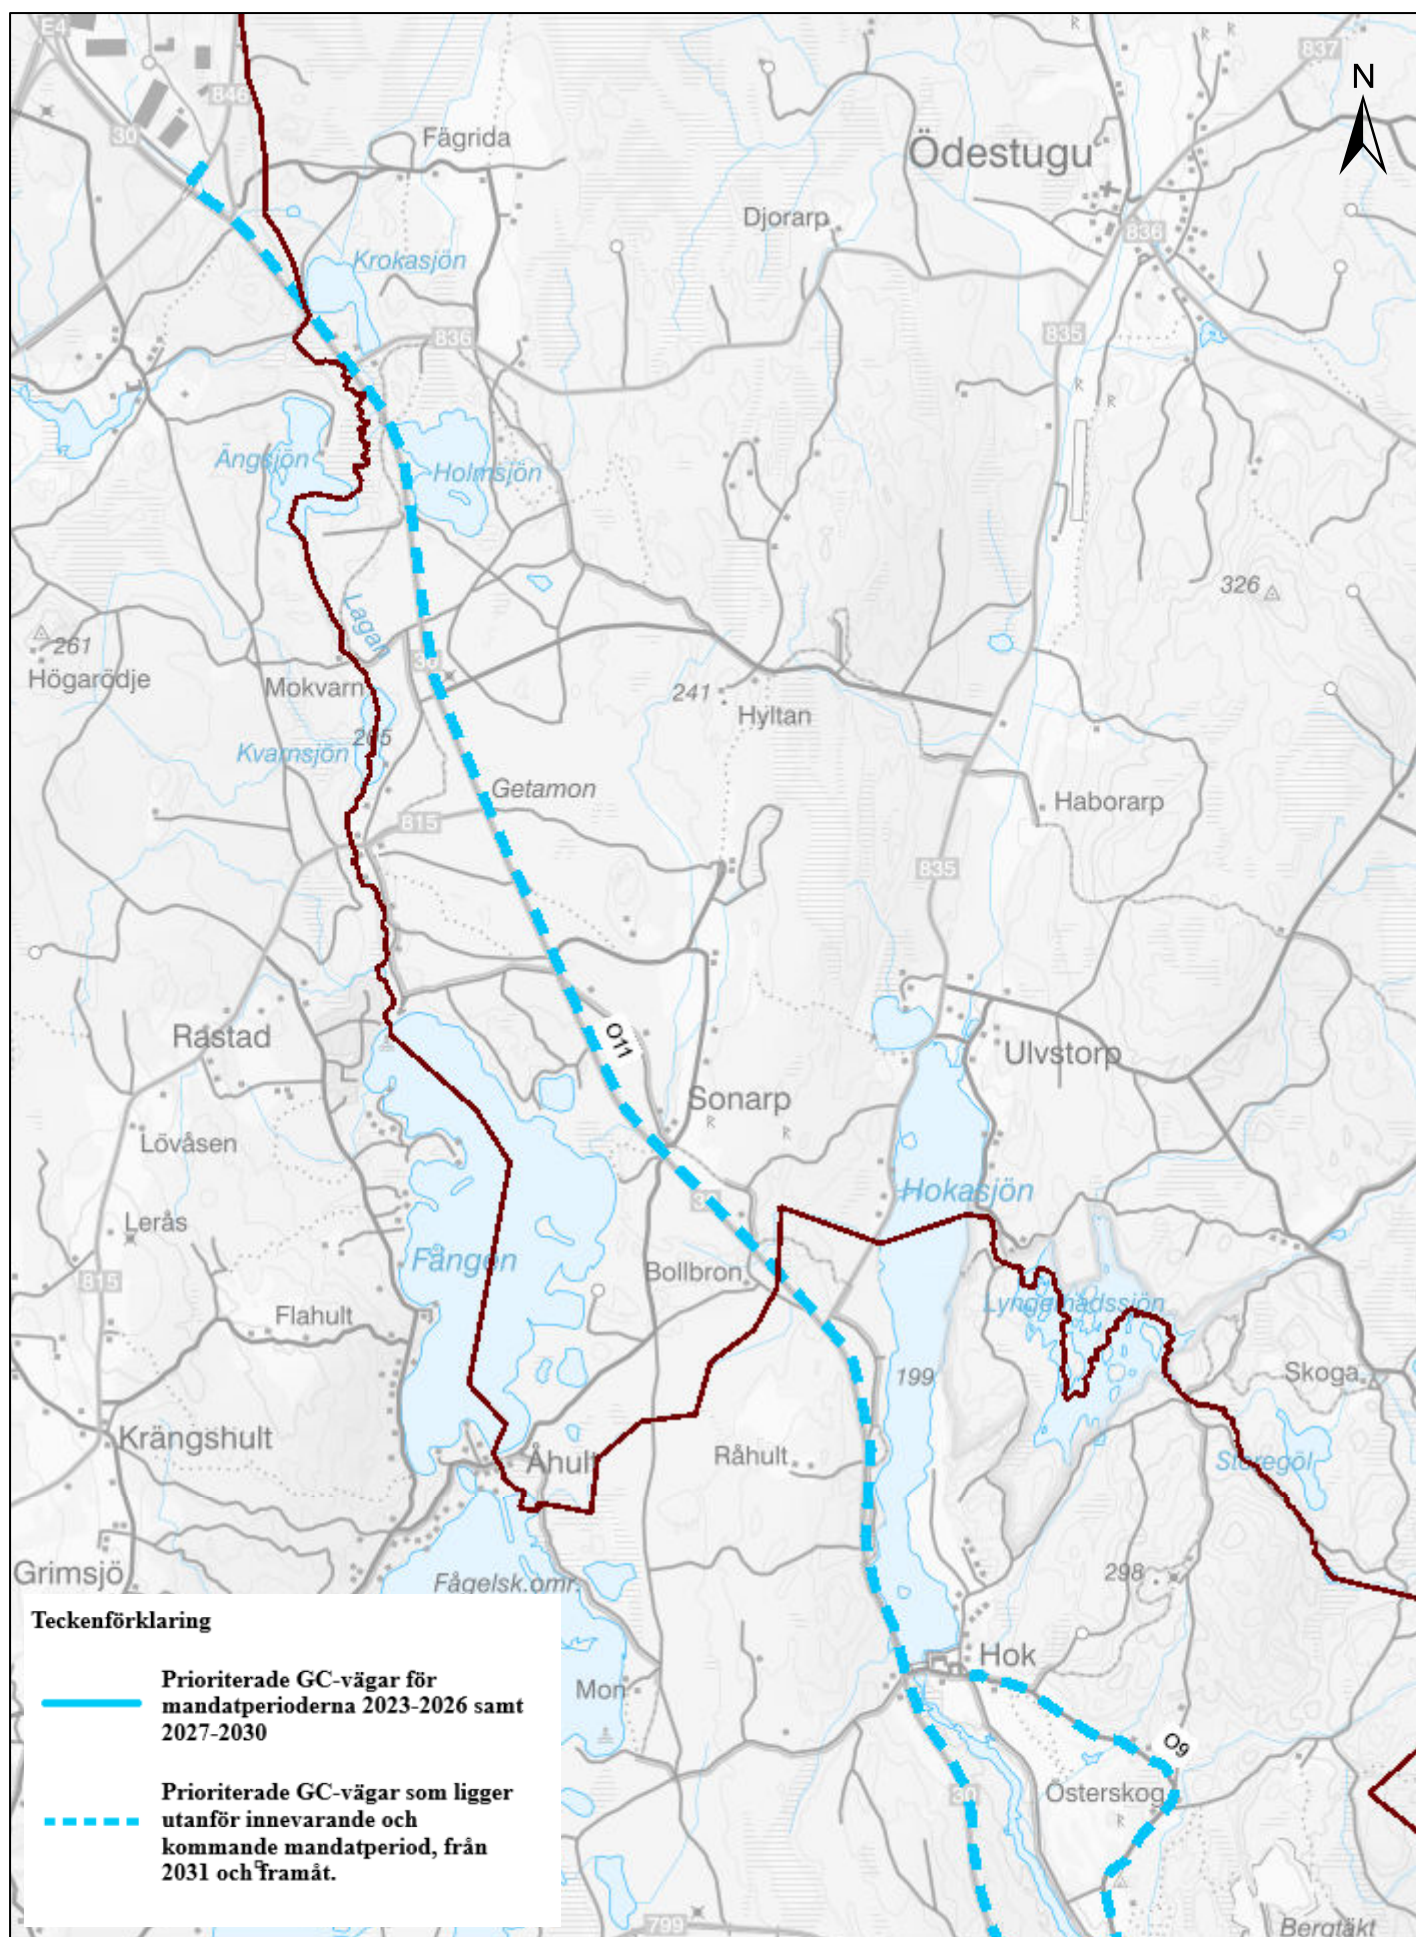 E4
837
N
846
30
Fägrida
Ödestugu
Djorarp
836
Krokasjön
836
835
Ängsjön
Holmsjön
326
Lagan
261
Högarödje
30
Mokvarn
241
Hyltan
265
Kvarnsjön
Getamon
Haborarp
815
835
O11
Råstad
Ulvstorp
Sonarp
Lövåsen
Hokasjön
Lerås
Fångön
Bollbron
815
Flahult
Lyngemadssjön
199
Skoga
Krängshult
Åhult
Råhult
Storegöl
Grimsjö
Fågelsk.omr.
298
Hok
Mon
O9
Österskog
30
799
Bergtäkt
Teckenförklaring
Prioriterade GC-vägar för
mandatperioderna 2023-2026 samt
2027-2030
Prioriterade GC-vägar som ligger
utanför innevarande och
kommande mandatperiod, från
2031 och framåt.